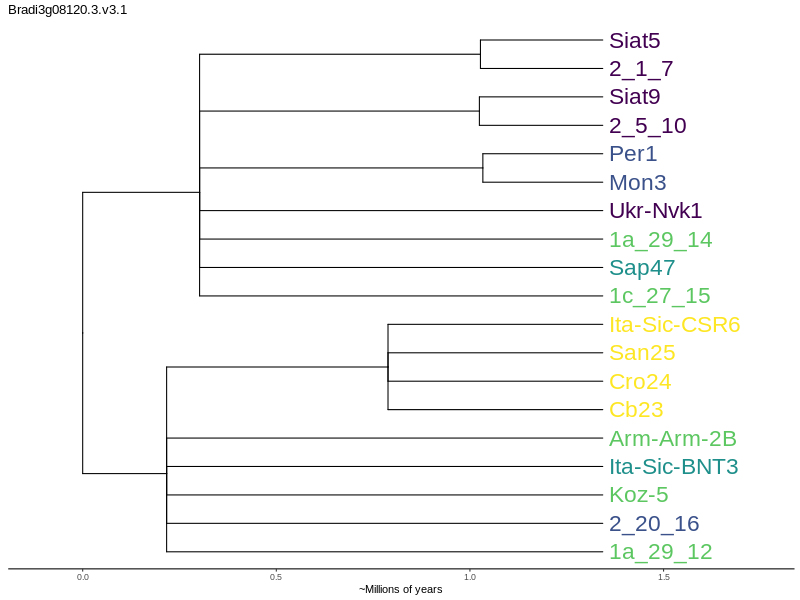 Bradi3g08120.3.v3.1
Siat5
2_1_7
Siat9
2_5_10
Per1
Mon3
Ukr-Nvk1
1a_29_14
Sap47
1c_27_15
Ita-Sic-CSR6
San25
Cro24
Cb23
Arm-Arm-2B
Ita-Sic-BNT3
Koz-5
2_20_16
1a_29_12
0.0 0.5 1.0 1.5
~Millions of years